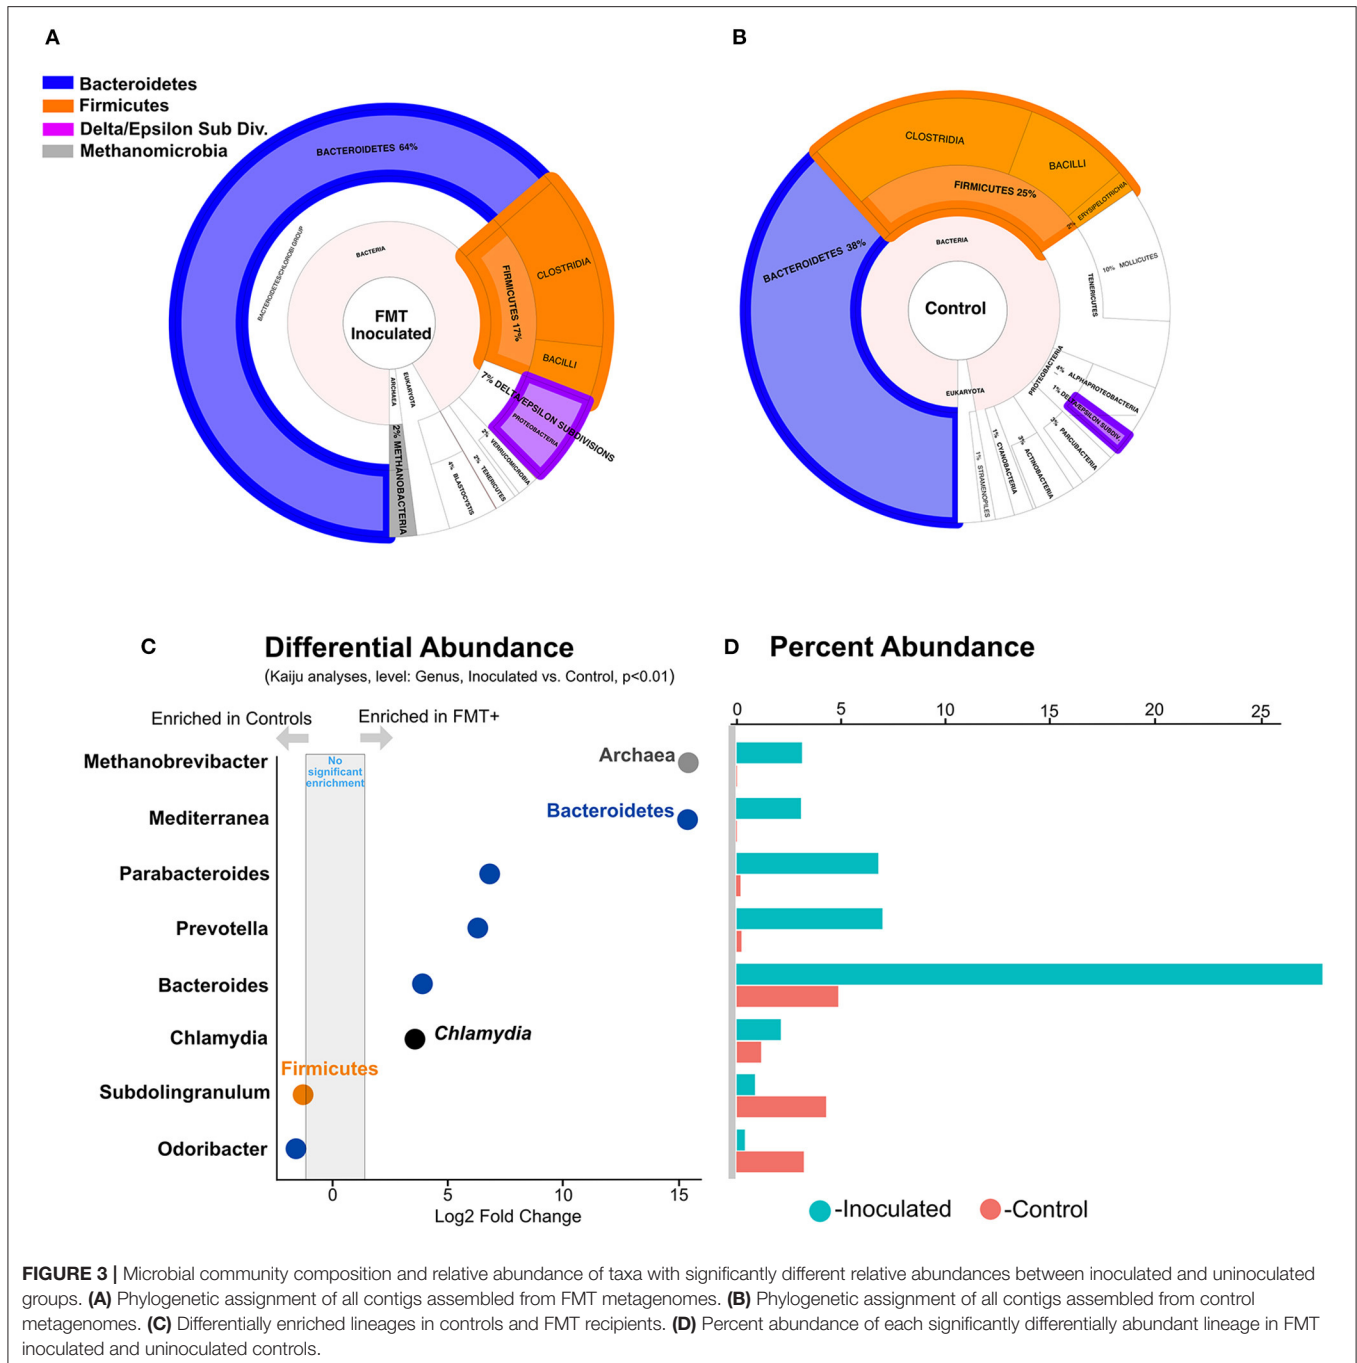 A
Bacteroidetes
Firmicutes
Delta/Epsilon Sub Div.
Methanomicrobia
BACTEROIDETES 64%
BACTEROIDETES/CHLOROBI GROUP
BACTERIA
FMT
Inoculated
FIRMICUTES 17%
CLOSTRIDIA
BACILLI
7% DELTA/EPSILON SUBDIVISIONS
PROTEOBACTERIA
2% VERRUCOMICROBIA
2% TENERICUTES
4% BLASTOCYSTIS
EUKARYOTA
ARCHAEA
2% METHANOBACTERIA
B
CLOSTRIDIA
BACILLI
2% ERYSIPELOTRICHIA
FIRMICUTES 25%
BACTEROIDETES 38%
BACTERIA
Control
10% MOLLICUTES
TENERICUTES
PROTEOBACTERIA
4% ALPHAPROTEOBACTERIA
1% DELTA/EPSILON SUBDIV.
3% PARCUBACTERIA
3% ACTINOBACTERIA
1% CYANOBACTERIA
1% STRAMENOPILES
EUKARYOTA
C
Differential Abundance
(Kaiju analyses, level: Genus, Inoculated vs. Control, p<0.01)
Enriched in Controls
Enriched in FMT+
No
significant
enrichment
Methanobrevibacter
Archaea
Mediterranea
Bacteroidetes
Parabacteroides
Prevotella
Bacteroides
Chlamydia
Chlamydia
Firmicutes
Subdolingranulum
Odoribacter
0 5 10 15
Log2 Fold Change
D
Percent Abundance
0 5 10 15 20 25
-Inoculated
-Control
FIGURE 3 | Microbial community composition and relative abundance of taxa with significantly different relative abundances between inoculated and uninoculated
groups. (A) Phylogenetic assignment of all contigs assembled from FMT metagenomes. (B) Phylogenetic assignment of all contigs assembled from control
metagenomes. (C) Differentially enriched lineages in controls and FMT recipients. (D) Percent abundance of each significantly differentially abundant lineage in FMT
inoculated and uninoculated controls.